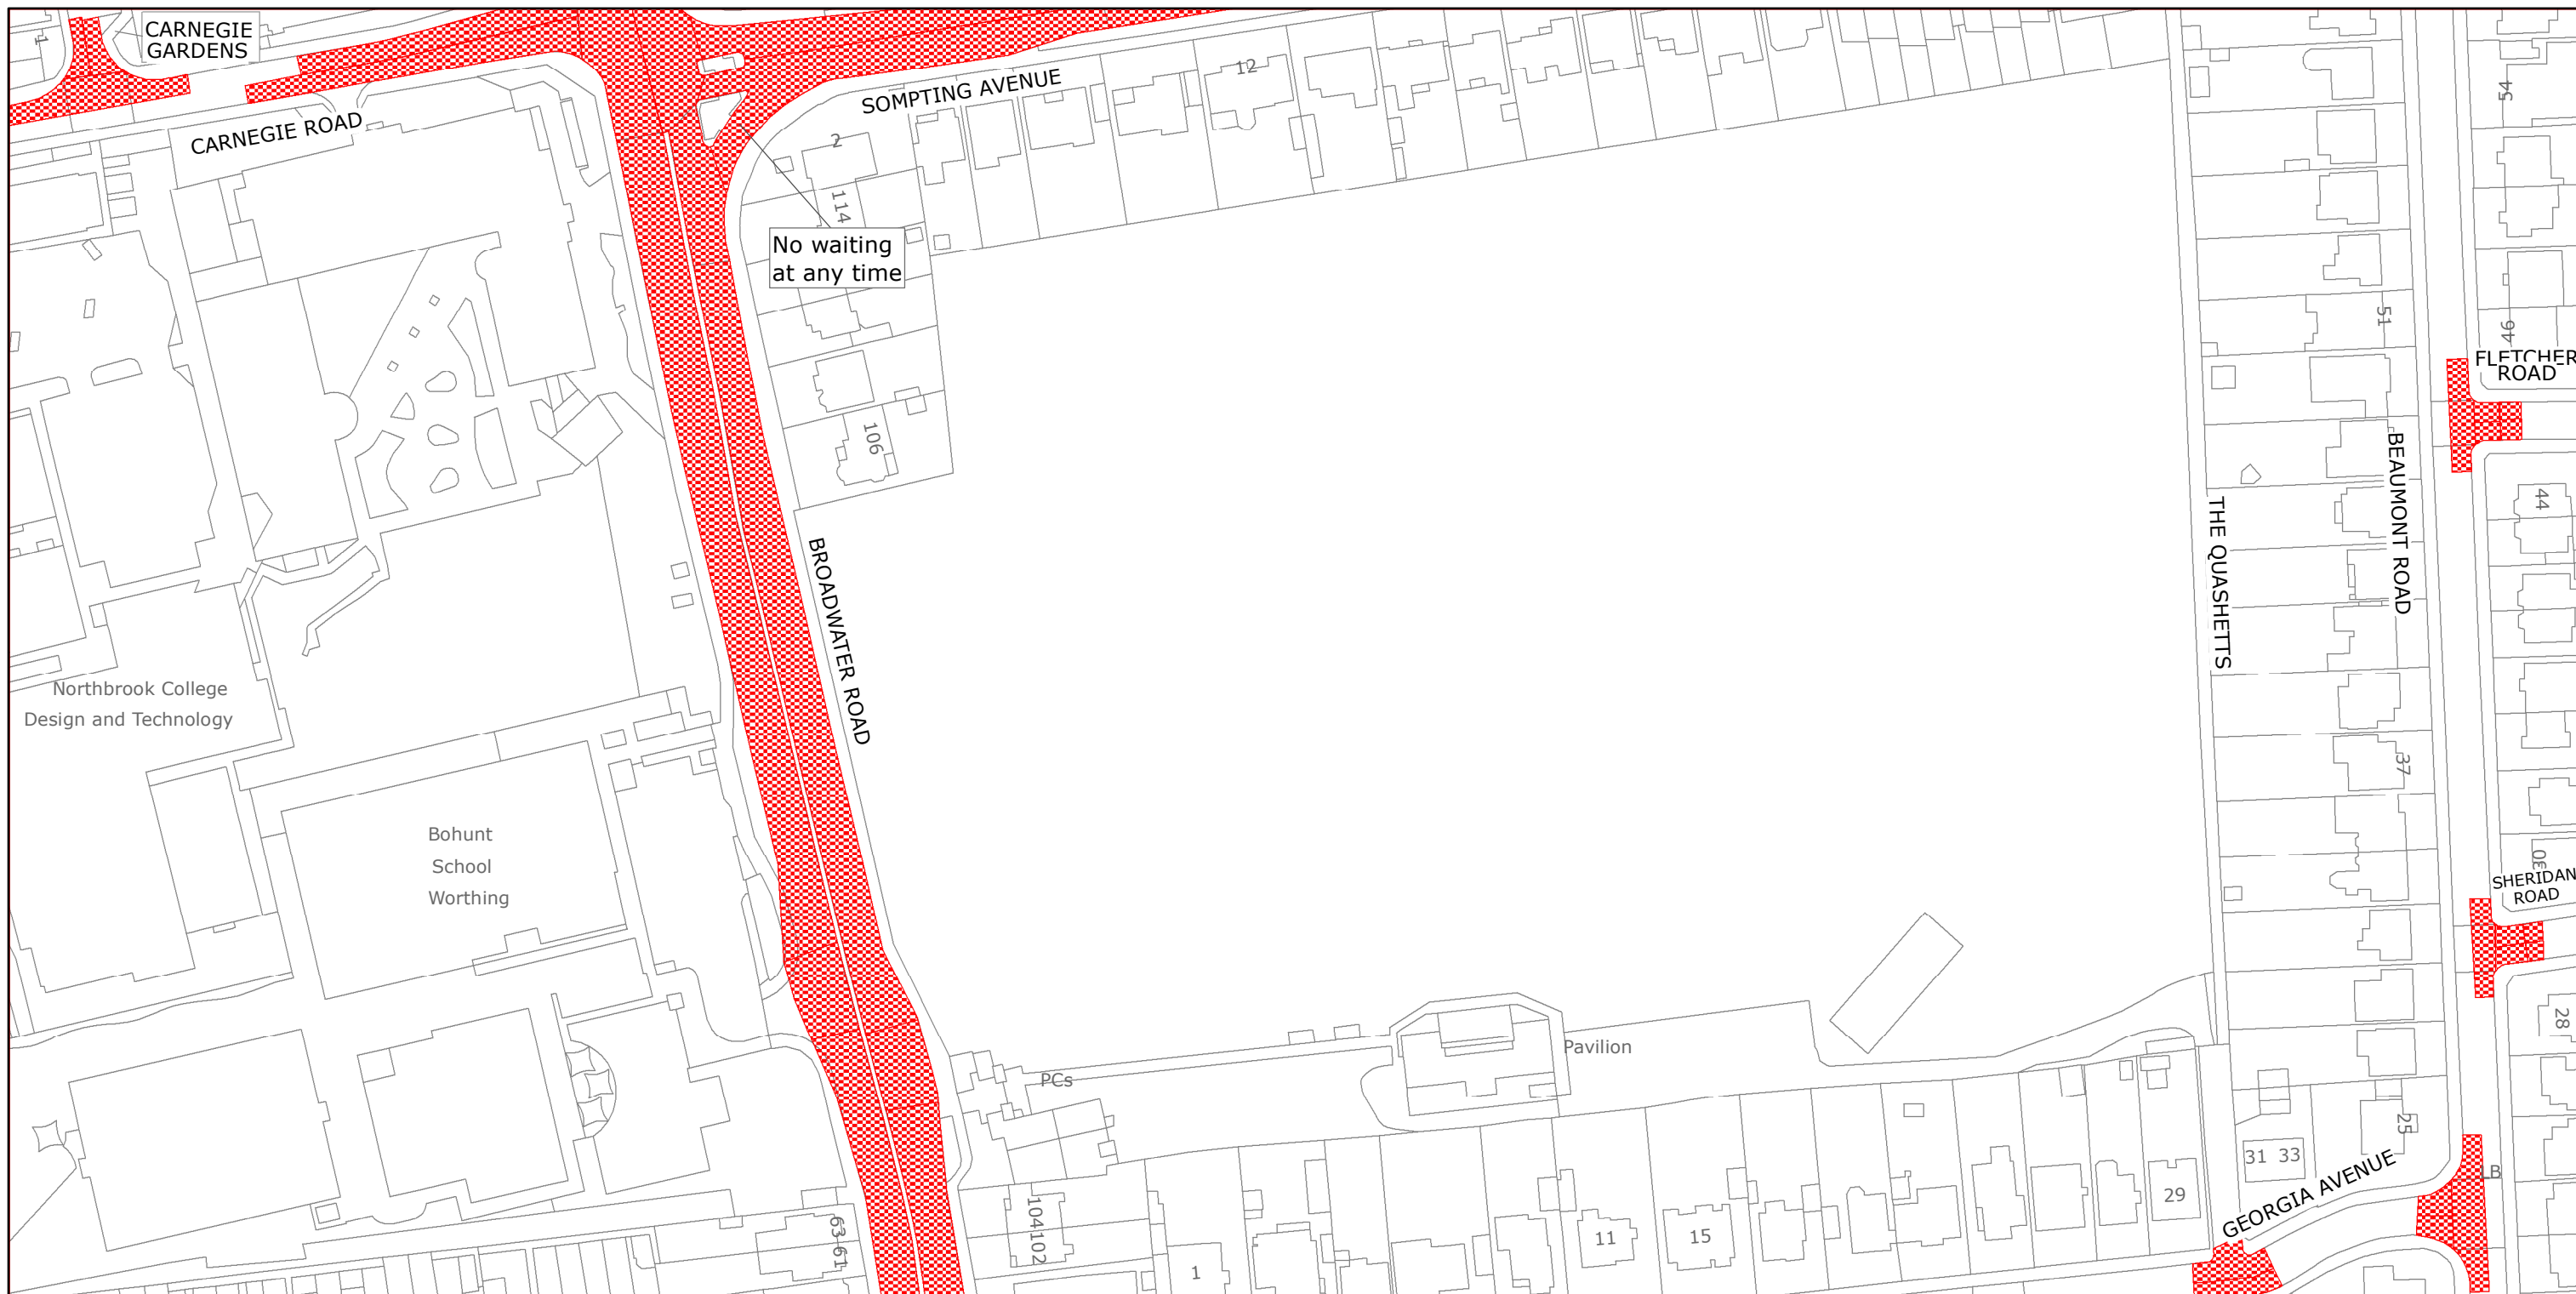 1
CARNEGIE
GARDENS
CARNEGIE ROAD
SOMPTING AVENUE
12
2
114
No waiting
at any time
106
54
51
46
FLETCHER
ROAD
BEAUMONT ROAD
THE QUASHETTS
44
BROADWATER ROAD
Northbrook College
Design and Technology
37
Bohunt
School
Worthing
30
SHERIDAN
ROAD
28
Pavilion
PCs
25
31 33
LB
29
GEORGIA AVENUE
104
102
63
61
11
15
1